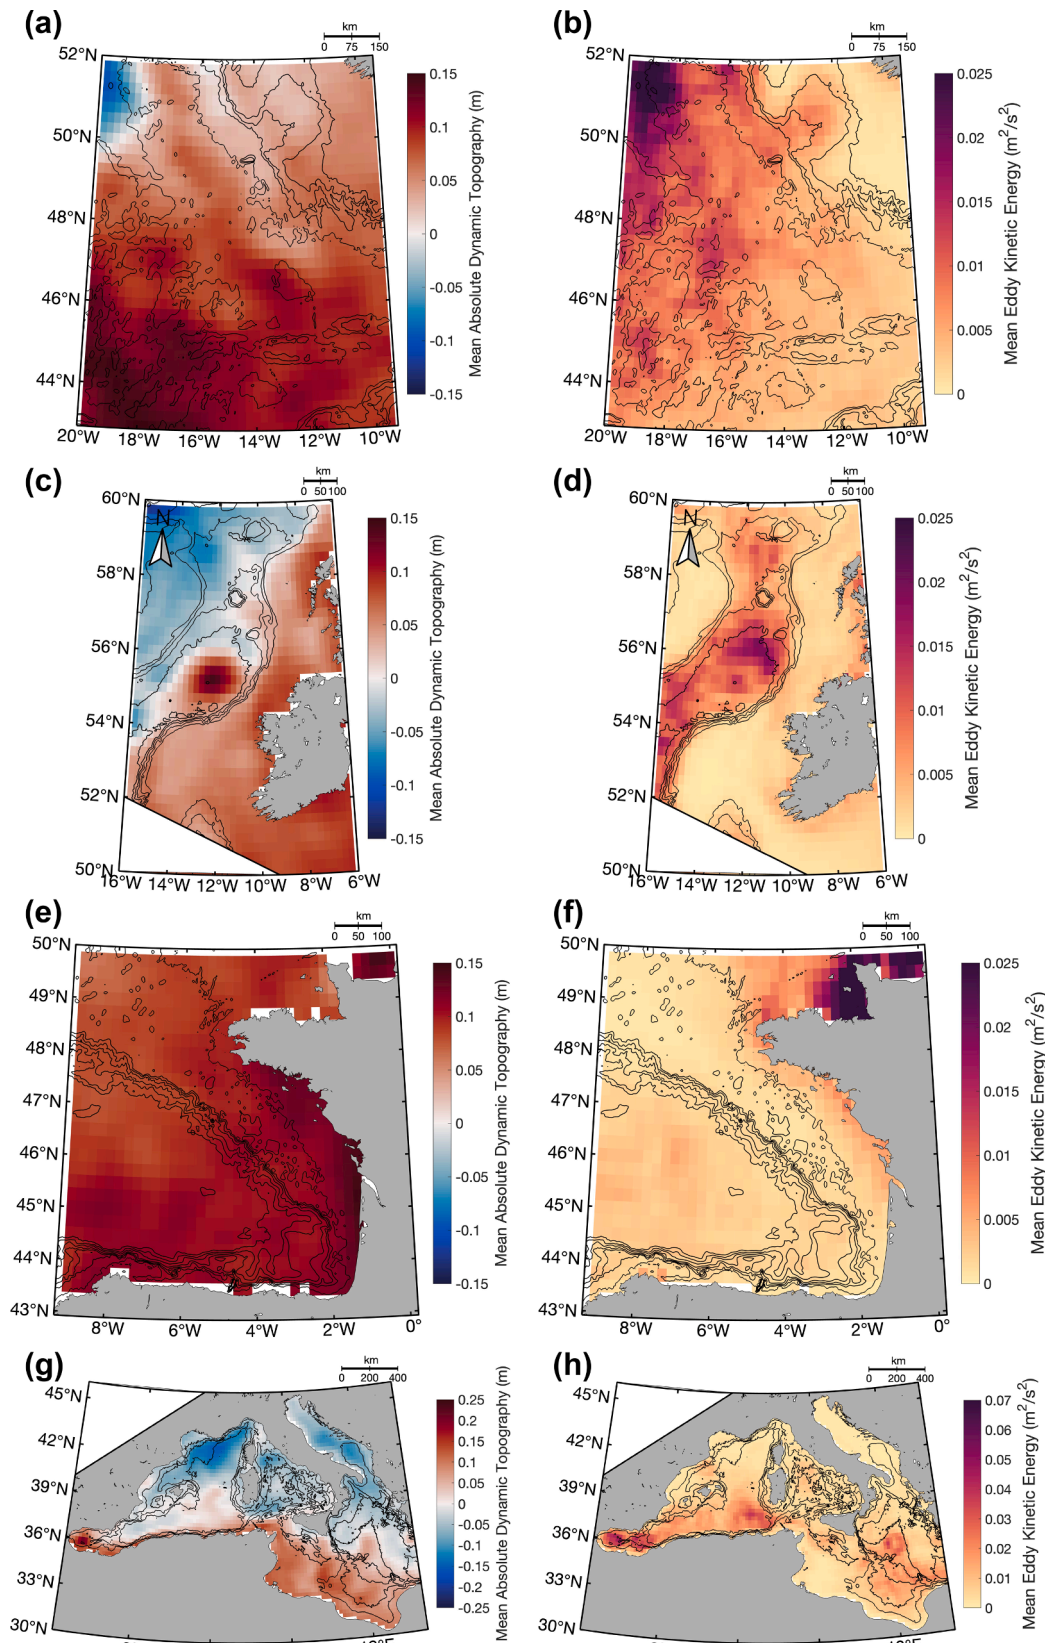 (a)
km
0 75 150
52°N
50°N
48°N
46°N
44°N
20°W 18°W 16°W 14°W 12°W 10°W
0.15
0.1
0.05
0
-0.05
-0.1
-0.15
Mean Absolute Dynamic Topography (m)
(b)
km
0 75 150
52°N
50°N
48°N
46°N
44°N
20°W 18°W 16°W 14°W 12°W 10°W
0.025
0.02
0.015
0.01
0.005
0
Mean Eddy Kinetic Energy (m²/s²)
(c)
km
0 50 100
60°N
N
58°N
56°N
54°N
52°N
50°N
16°W 14°W 12°W 10°W 8°W 6°W
0.15
0.1
0.05
0
-0.05
-0.1
-0.15
Mean Absolute Dynamic Topography (m)
(d)
km
0 50 100
60°N
N
58°N
56°N
54°N
52°N
50°N
16°W 14°W 12°W 10°W 8°W 6°W
0.025
0.02
0.015
0.01
0.005
0
Mean Eddy Kinetic Energy (m²/s²)
(e)
km
0 50 100
50°N
49°N
48°N
47°N
46°N
45°N
44°N
43°N
8°W 6°W 4°W 2°W 0°
0.15
0.1
0.05
0
-0.05
-0.1
-0.15
Mean Absolute Dynamic Topography (m)
(f)
km
0 50 100
50°N
49°N
48°N
47°N
46°N
45°N
44°N
43°N
8°W 6°W 4°W 2°W 0°
0.025
0.02
0.015
0.01
0.005
0
Mean Eddy Kinetic Energy (m²/s²)
(g)
km
0 200 400
45°N
42°N
39°N
36°N
33°N
30°N
0.25
0.2
0.15
0.1
0.05
0
-0.05
-0.1
-0.15
-0.2
-0.25
Mean Absolute Dynamic Topography (m)
(h)
km
0 200 400
45°N
42°N
39°N
36°N
33°N
30°N
0.07
0.06
0.05
0.04
0.03
0.02
0.01
0
Mean Eddy Kinetic Energy (m²/s²)